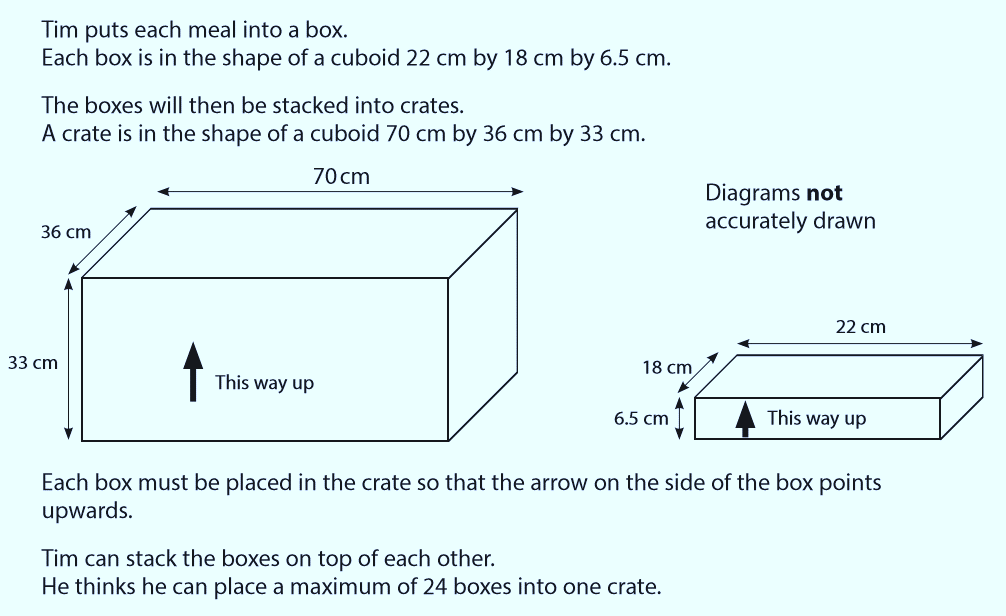 Tim puts each meal into a box.
Each box is in the shape of a cuboid 22 cm by 18 cm by 6.5 cm.
The boxes will then be stacked into crates.
A crate is in the shape of a cuboid 70 cm by 36 cm by 33 cm.
70 cm
Diagrams not
accurately drawn
36 cm
33 cm
This way up
22 cm
18 cm
6.5 cm
This way up
Each box must be placed in the crate so that the arrow on the side of the box points
upwards.
Tim can stack the boxes on top of each other.
He thinks he can place a maximum of 24 boxes into one crate.